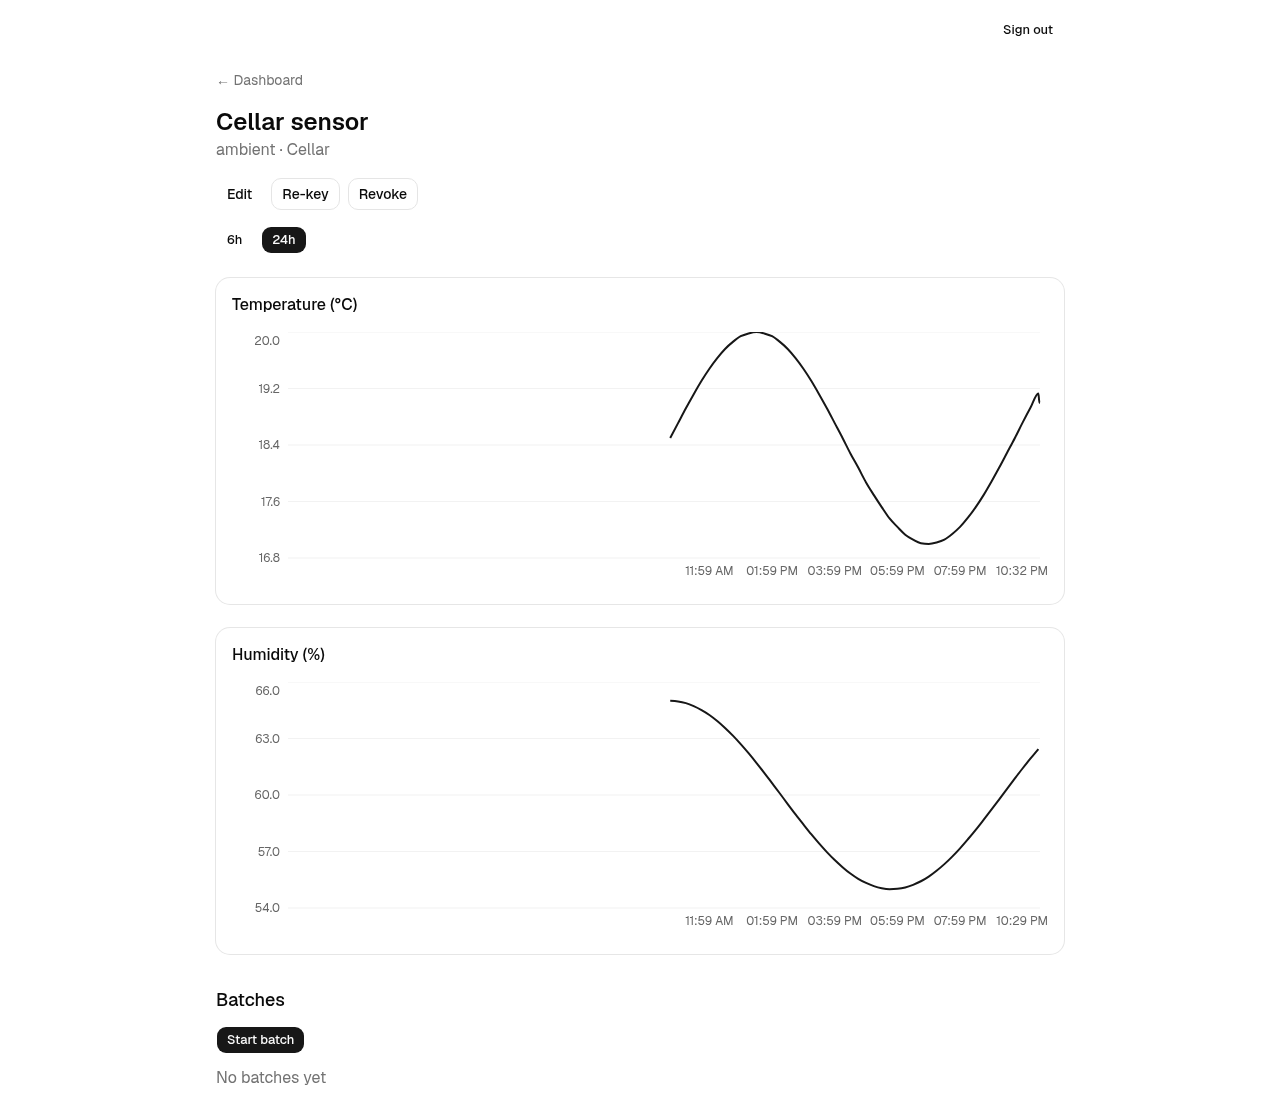 Sign out
← Dashboard
Cellar sensor
ambient · Cellar
Edit Re-key Revoke
6h 24h
Temperature (°C)
20.0
19.2
18.4
17.6
16.8
11:59 AM 01:59 PM 03:59 PM 05:59 PM 07:59 PM 10:32 PM
Humidity (%)
66.0
63.0
60.0
57.0
54.0
11:59 AM 01:59 PM 03:59 PM 05:59 PM 07:59 PM 10:29 PM
Batches
Start batch
No batches yet